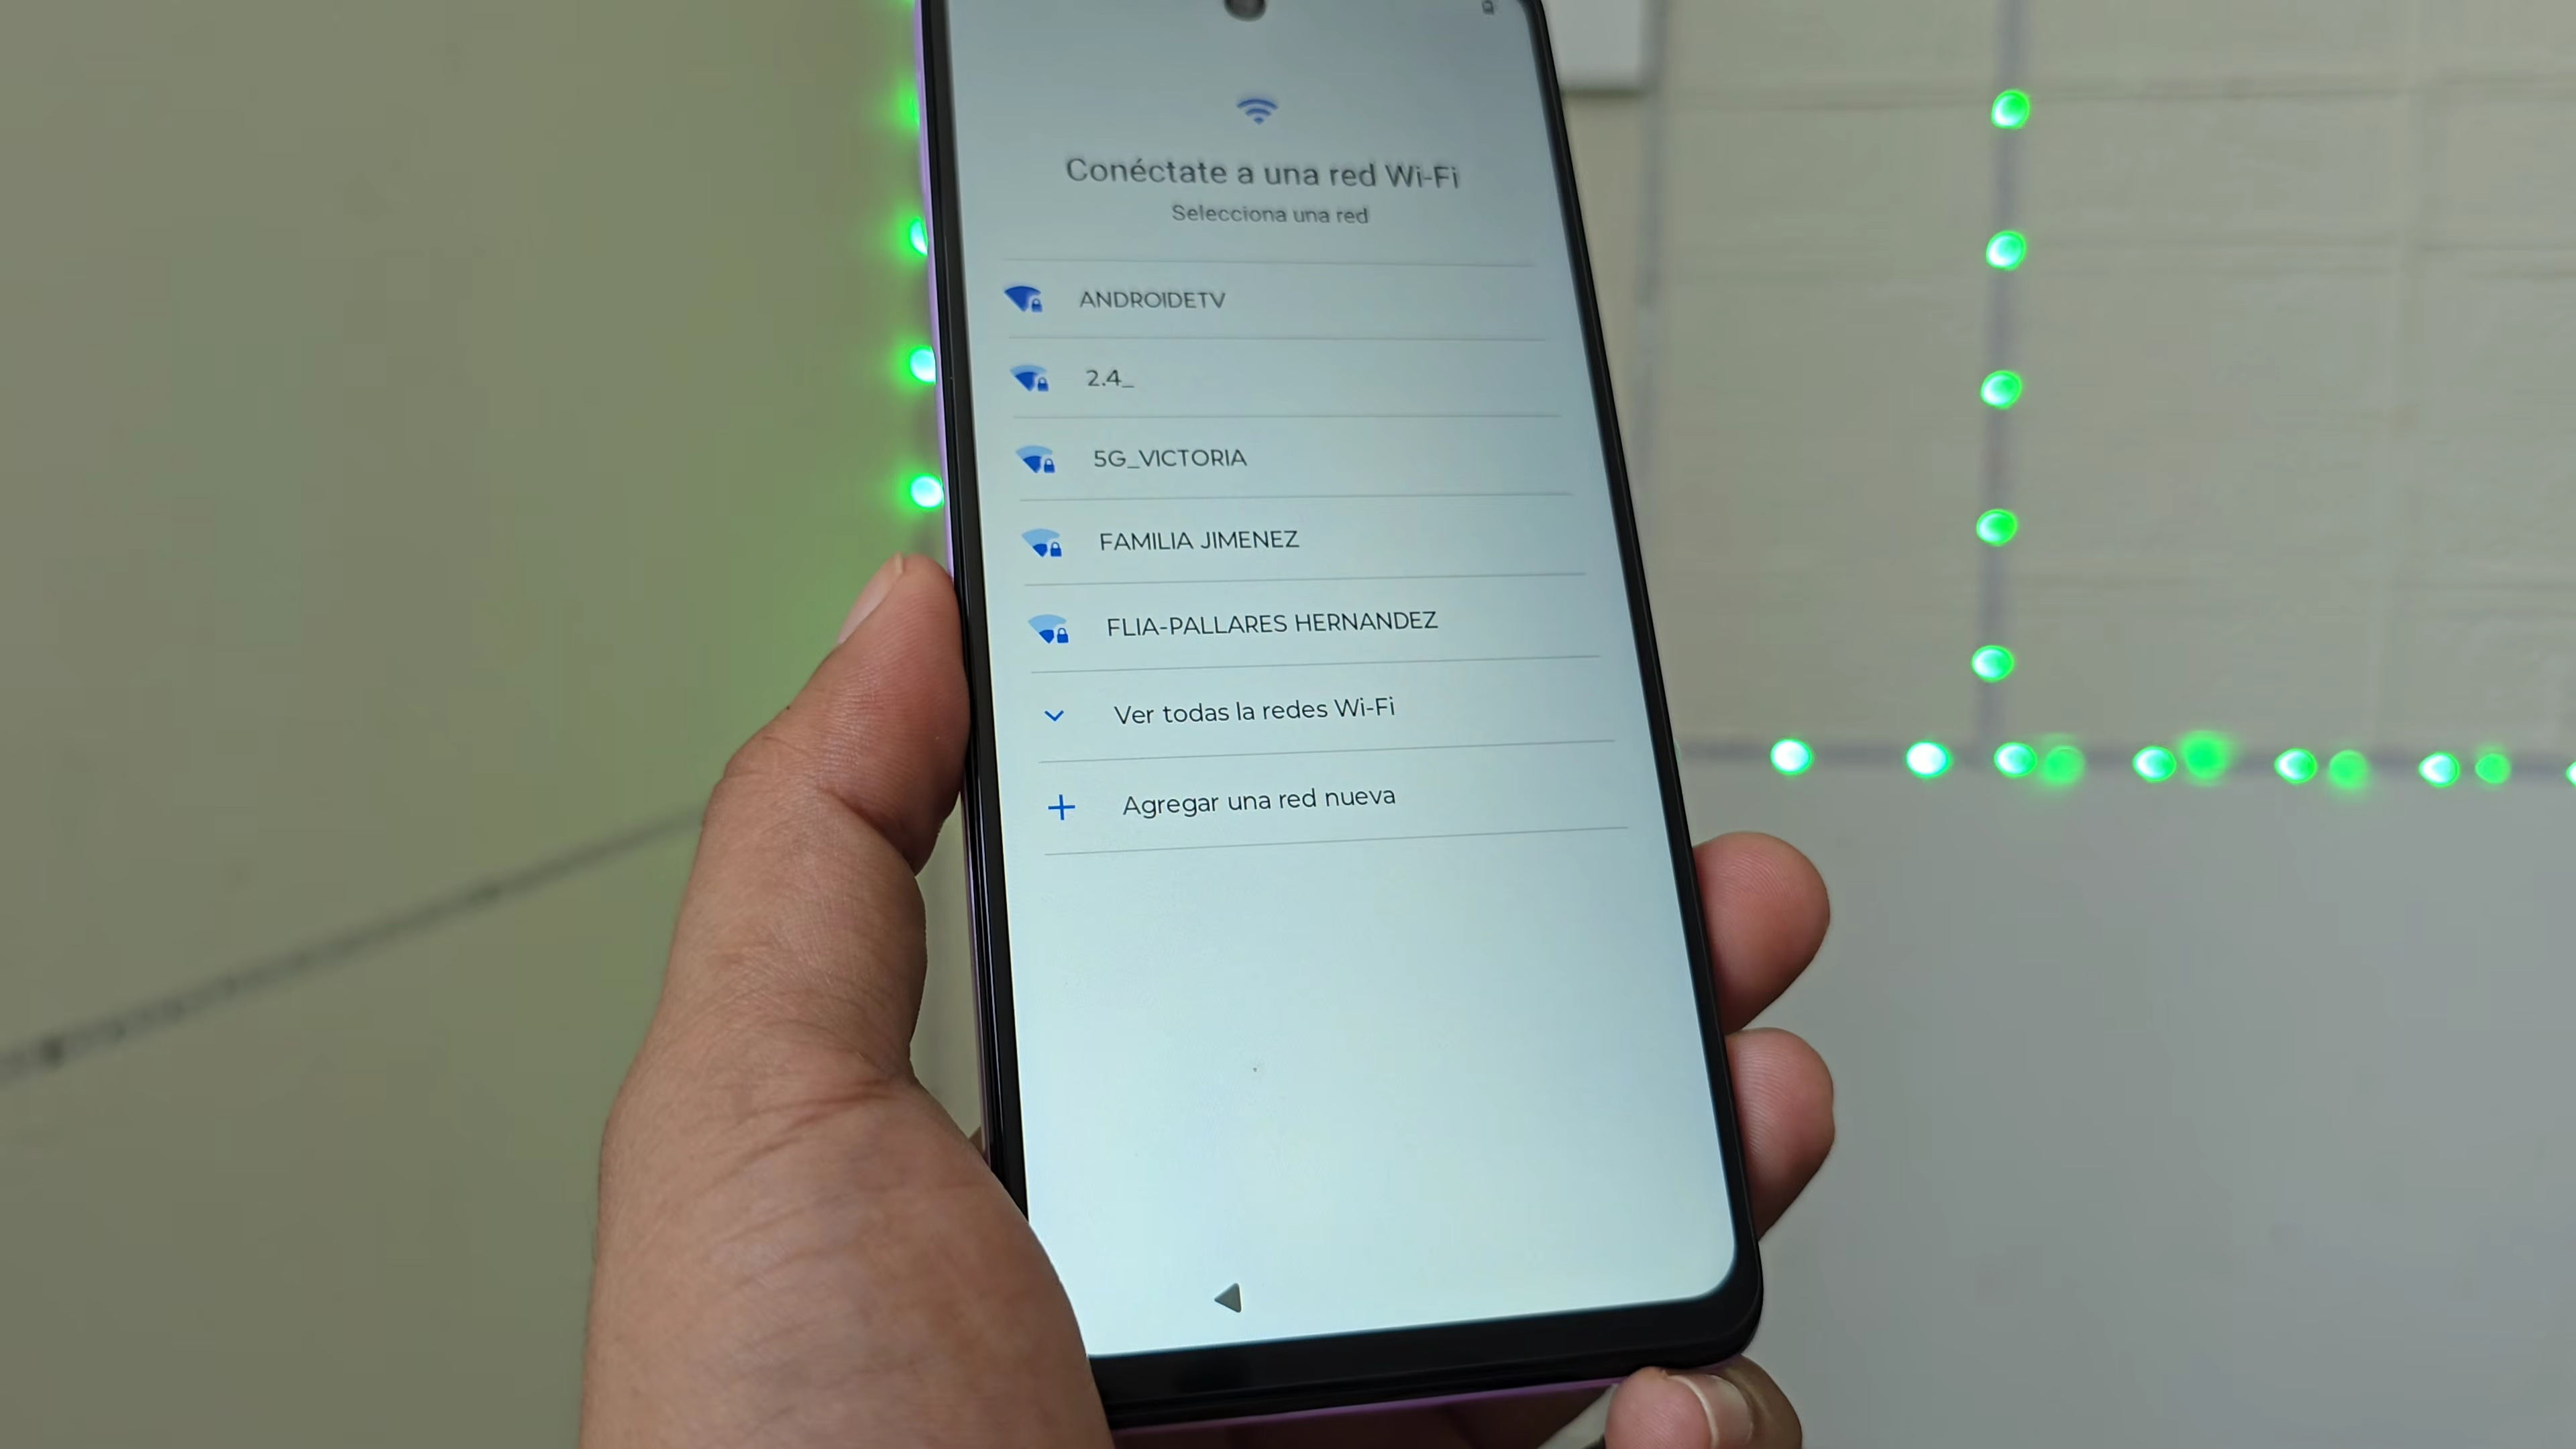 Conéctate a una red Wi-Fi
Selecciona una red
ANDROIDETV
2.4_
5G_VICTORIA
FAMILIA JIMENEZ
FLIA-PALLARES HERNANDEZ
Ver todas la redes Wi-Fi
Agregar una red nueva